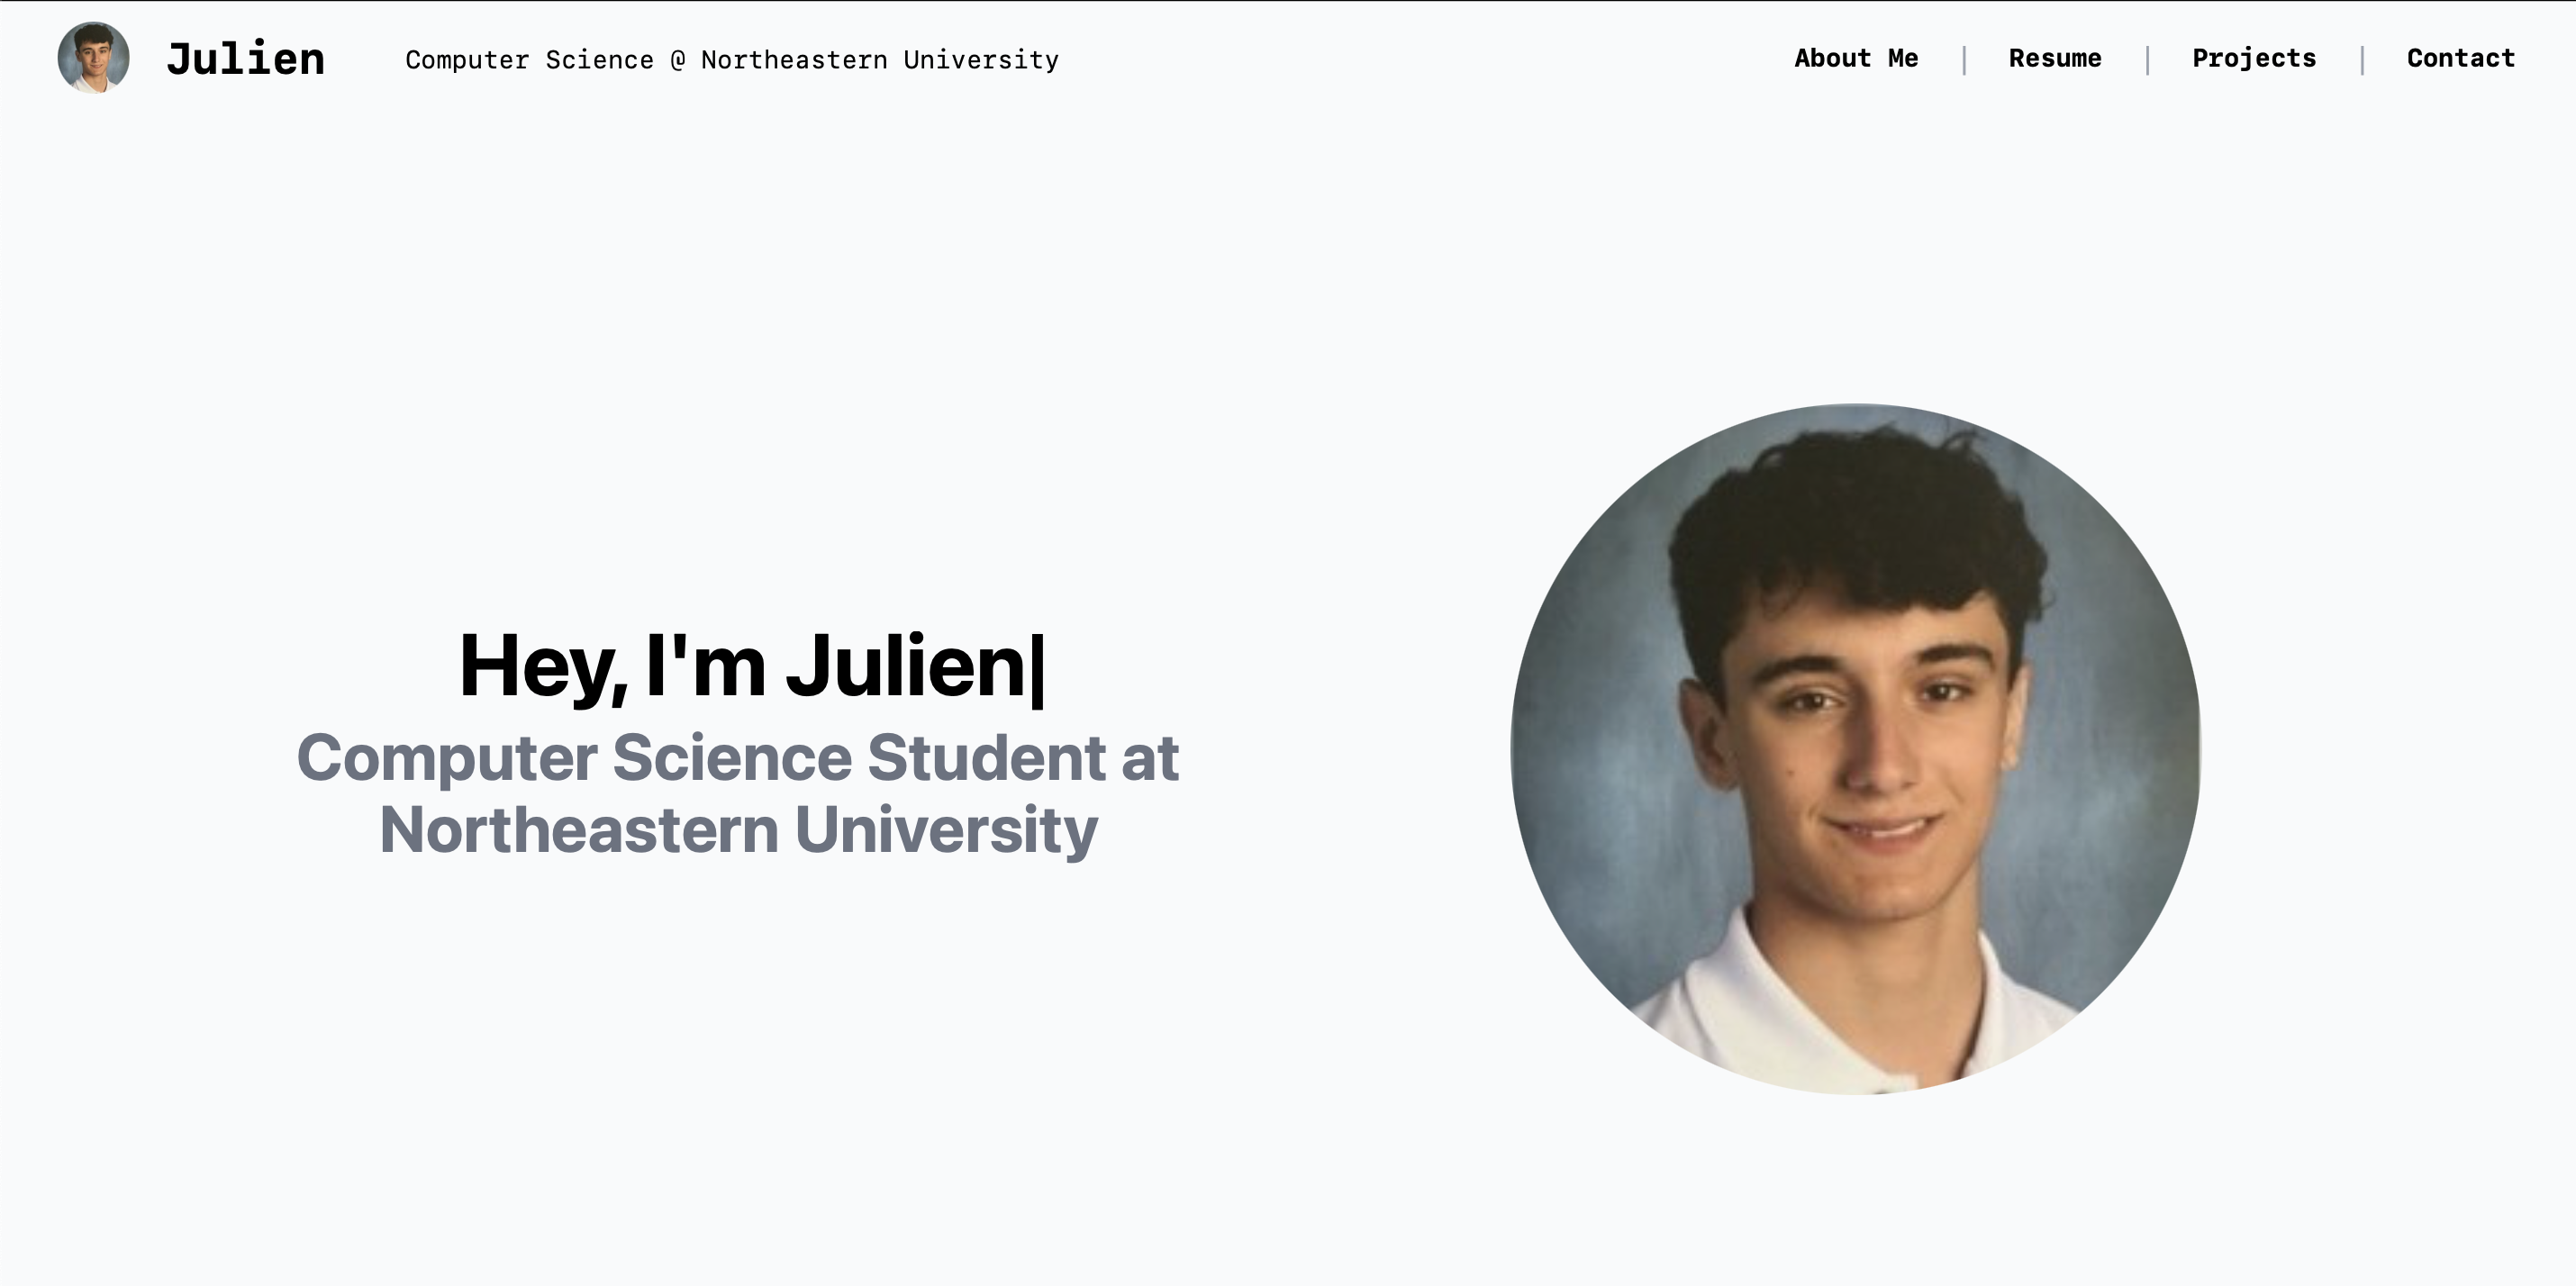 Julien
Computer Science @ Northeastern University
About Me | Resume | Projects | Contact
Hey, I'm Julien|
Computer Science Student at
Northeastern University